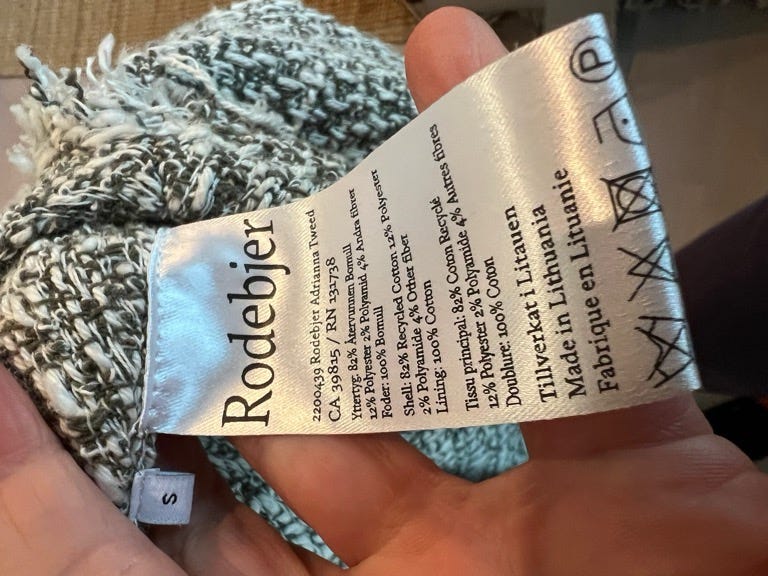 Rodebjer
2200439 Rodebjer Adrianna Tweed
CA 39825 / RN 131738
Yttertyg: 82% Återvunnen Bomull
12% Polyester 2% Polyamid 4% Andra fibrer
Foder: 100% Bomull
Shell: 82% Recycled Cotton 12% Polyester
2% Polyamide 4% Other fiber
Lining: 100% Cotton
Tissu principal: 82% Coton Recyclé
12% Polyester 2% Polyamide 4% Autres fibres
Doublure: 100% Coton
Tillverkat i Litauen
Made in Lithuania
Fabrique en Lituanie
P
S